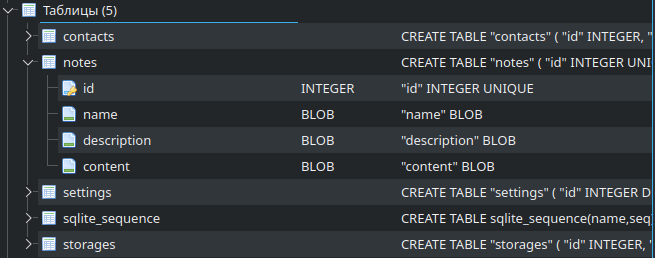 Таблицы (5)
contacts CREATE TABLE "contacts" ( "id" INTEGER, "
notes CREATE TABLE "notes" ( "id" INTEGER UNI
id INTEGER "id" INTEGER UNIQUE
name BLOB "name" BLOB
description BLOB "description" BLOB
content BLOB "content" BLOB
settings CREATE TABLE "settings" ( "id" INTEGER D
sqlite_sequence CREATE TABLE sqlite_sequence(name,seq
storages CREATE TABLE "storages" ( "id" INTEGER, "